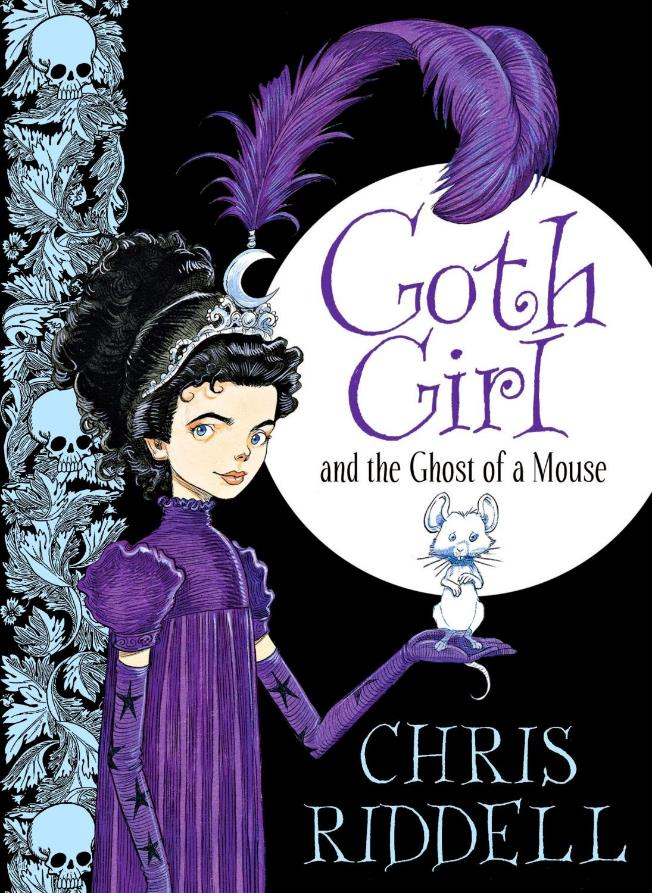 Goth
Girl
and the Ghost of a Mouse
CHRIS
RIDDELL